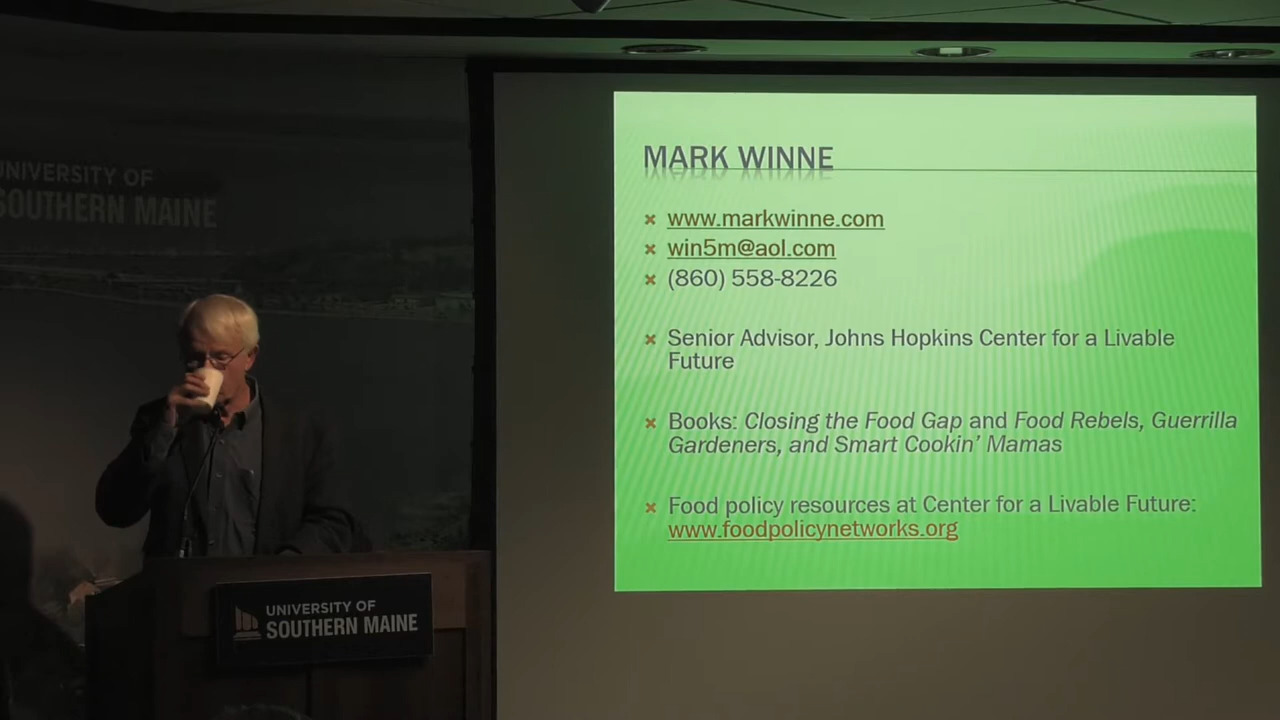 UNIVERSITY OF
SOUTHERN MAINE
MARK WINNE
www.markwinne.com
win5m@aol.com
(860) 558-8226
Senior Advisor, Johns Hopkins Center for a Livable
Future
Books: Closing the Food Gap and Food Rebels, Guerrilla
Gardeners, and Smart Cookin' Mamas
Food policy resources at Center for a Livable Future:
www.foodpolicynetworks.org
UNIVERSITY OF
SOUTHERN MAINE